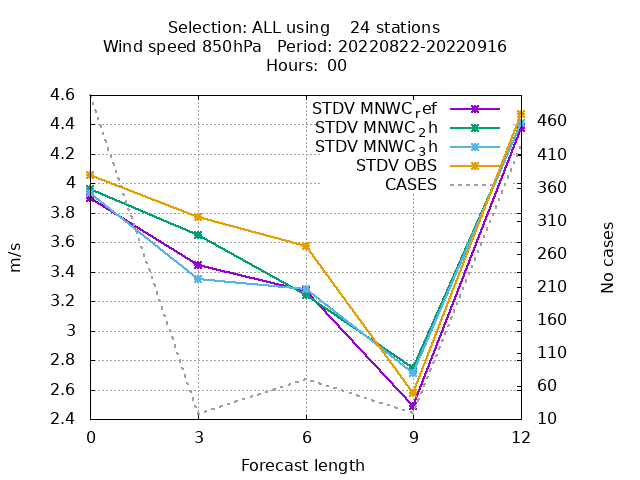 Selection: ALL using    24 stations
Wind speed 850hPa   Period: 20220822-20220916
Hours: 00
STDV MNWC_ref
STDV MNWC_2h
STDV MNWC_3h
STDV OBS
CASES
4.6
4.4
4.2
4
3.8
3.6
3.4
3.2
3
2.8
2.6
2.4
m/s
460
410
360
310
260
210
160
110
60
10
No cases
0 3 6 9 12
Forecast length